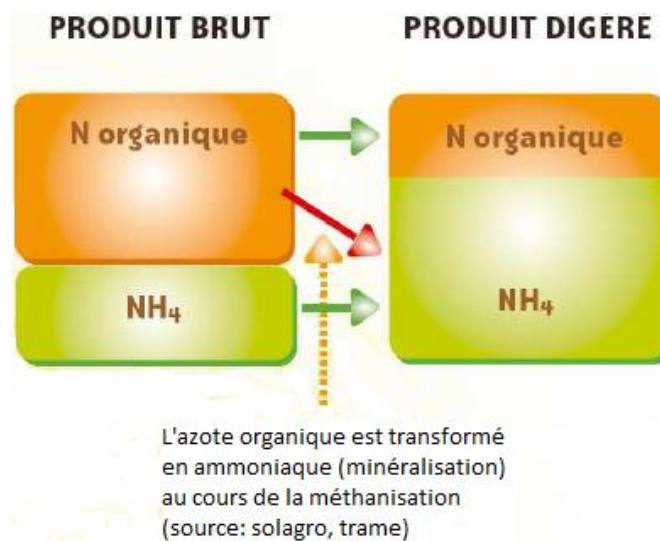 PRODUIT BRUT
PRODUIT DIGERE
N organique
N organique
NH₄
NH₄
L'azote organique est transformé
en ammoniaque (minéralisation)
au cours de la méthanisation
(source: solagro, trame)